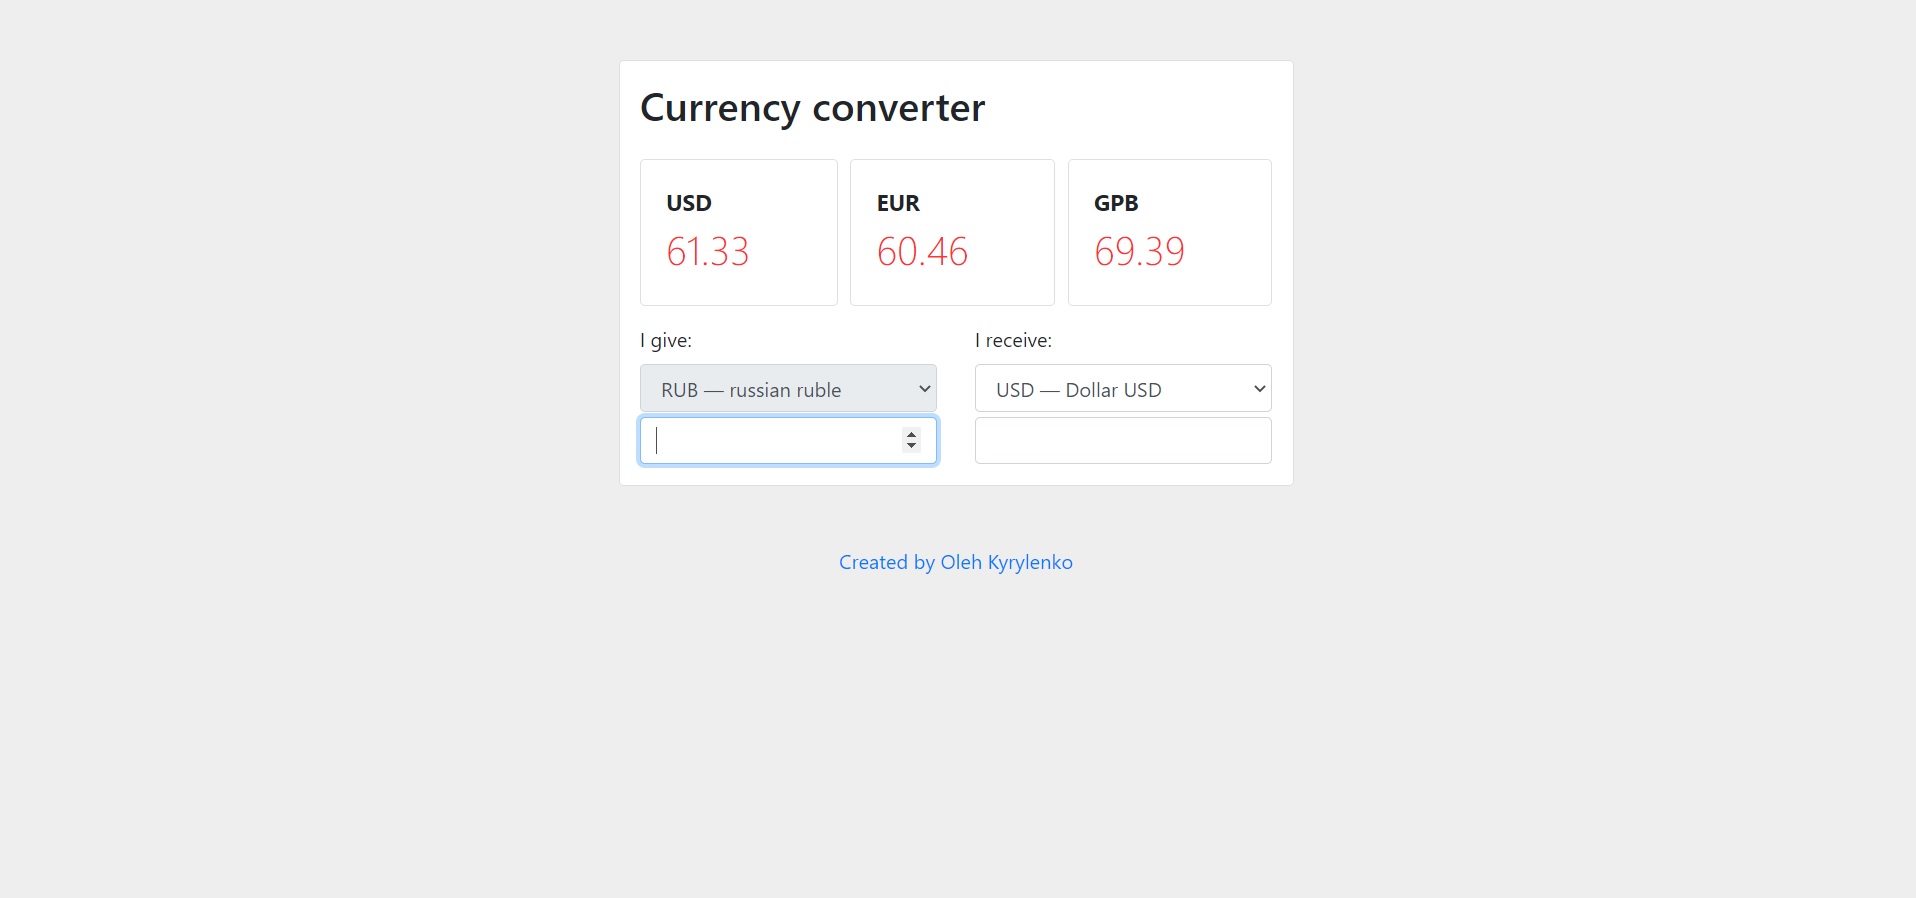 Currency converter
USD
61.33
EUR
60.46
GPB
69.39
I give:
I receive:
RUB — russian ruble
USD — Dollar USD
Created by Oleh Kyrylenko